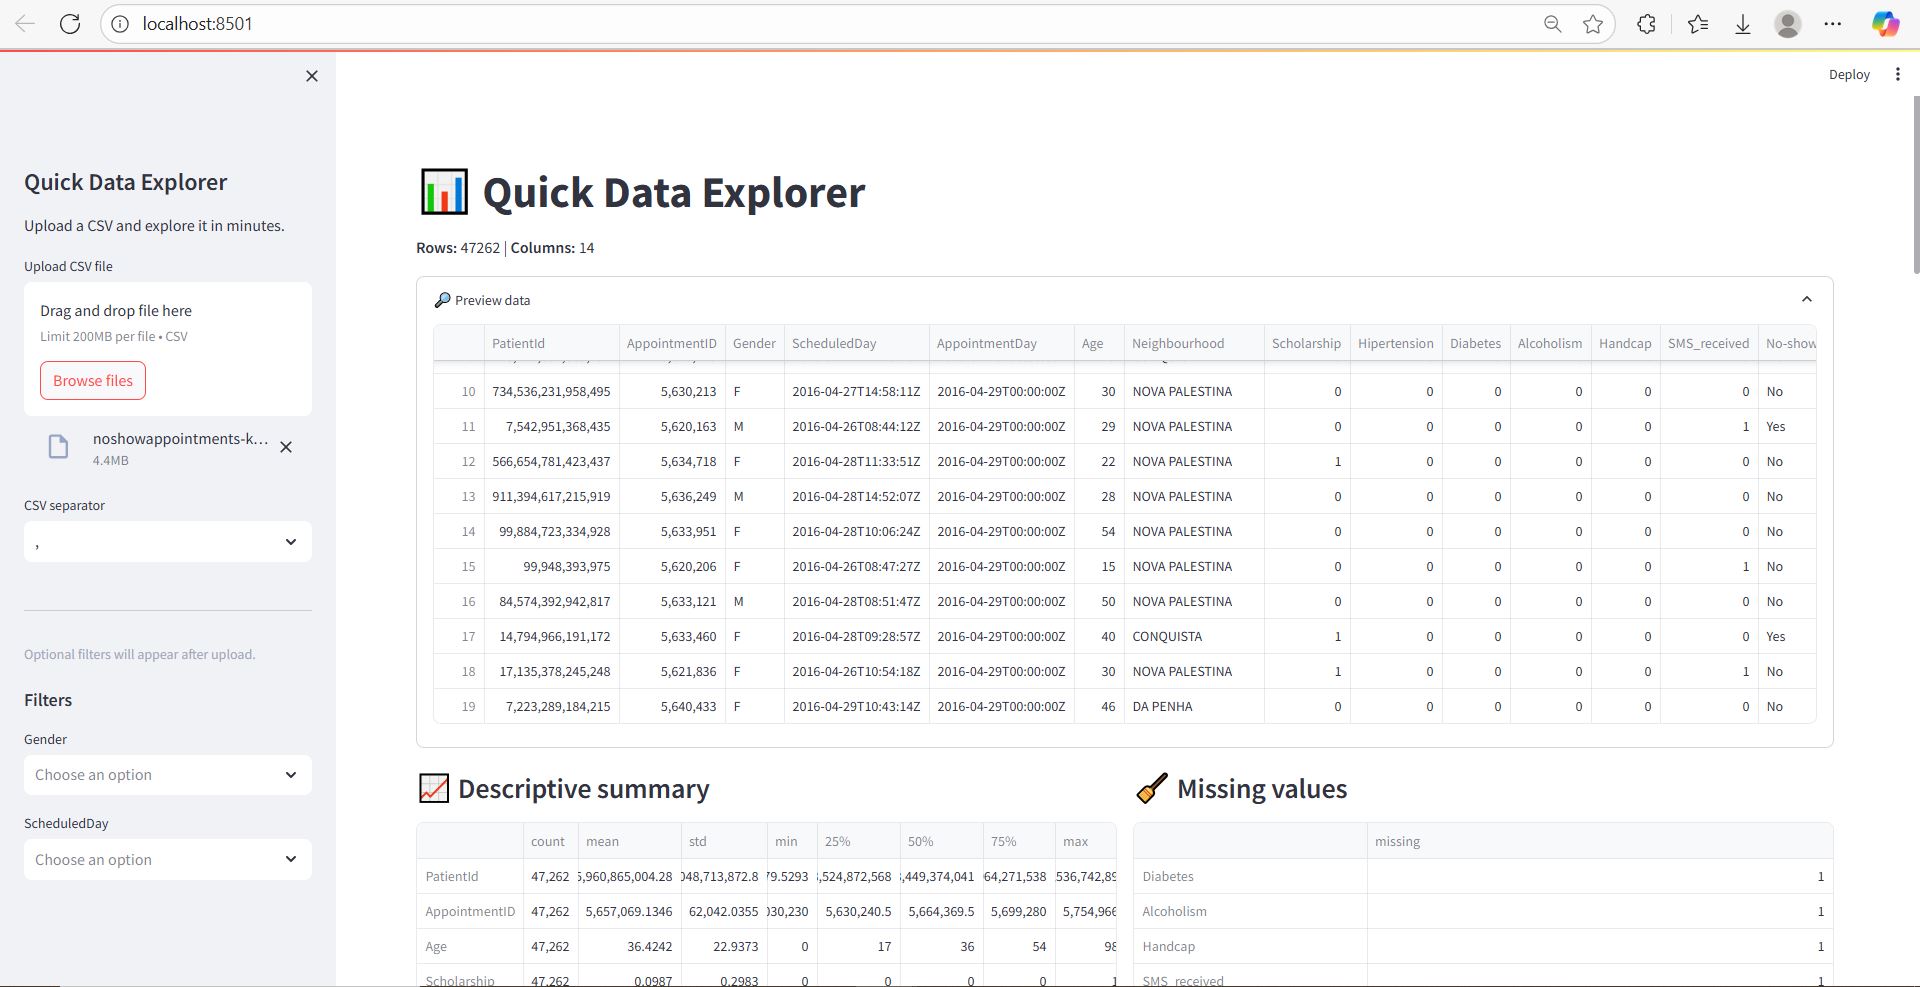 localhost:8501
Deploy
Quick Data Explorer
Upload a CSV and explore it in minutes.
Upload CSV file
Drag and drop file here
Limit 200MB per file • CSV
Browse files
noshowappointments-k...
4.4MB
CSV separator
,
Optional filters will appear after upload.
Filters
Gender
Choose an option
ScheduledDay
Choose an option
Quick Data Explorer
Rows: 47262 | Columns: 14
Preview data
PatientId AppointmentID Gender ScheduledDay AppointmentDay Age Neighbourhood Scholarship Hipertension Diabetes Alcoholism Handcap SMS_received No-show
10 734,536,231,958,495 5,630,213 F 2016-04-27T14:58:11Z 2016-04-29T00:00:00Z 30 NOVA PALESTINA 0 0 0 0 0 0 No
11 7,542,951,368,435 5,620,163 M 2016-04-26T08:44:12Z 2016-04-29T00:00:00Z 29 NOVA PALESTINA 0 0 0 0 0 1 Yes
12 566,654,781,423,437 5,634,718 F 2016-04-28T11:33:51Z 2016-04-29T00:00:00Z 22 NOVA PALESTINA 1 0 0 0 0 0 No
13 911,394,617,215,919 5,636,249 M 2016-04-28T14:52:07Z 2016-04-29T00:00:00Z 28 NOVA PALESTINA 0 0 0 0 0 0 No
14 99,884,723,334,928 5,633,951 F 2016-04-28T10:06:24Z 2016-04-29T00:00:00Z 54 NOVA PALESTINA 0 0 0 0 0 0 No
15 99,948,393,975 5,620,206 F 2016-04-26T08:47:27Z 2016-04-29T00:00:00Z 15 NOVA PALESTINA 0 0 0 0 0 1 No
16 84,574,392,942,817 5,633,121 M 2016-04-28T08:51:47Z 2016-04-29T00:00:00Z 50 NOVA PALESTINA 0 0 0 0 0 0 No
17 14,794,966,191,172 5,633,460 F 2016-04-28T09:28:57Z 2016-04-29T00:00:00Z 40 CONQUISTA 1 0 0 0 0 0 Yes
18 17,135,378,245,248 5,621,836 F 2016-04-26T10:54:18Z 2016-04-29T00:00:00Z 30 NOVA PALESTINA 1 0 0 0 0 1 No
19 7,223,289,184,215 5,640,433 F 2016-04-29T10:43:14Z 2016-04-29T00:00:00Z 46 DA PENHA 0 0 0 0 0 0 No
Descriptive summary
count mean std min 25% 50% 75% max
PatientId 47,262 5,960,865,004.28 048,713,872.8 79.5293 ,524,872,568 ,449,374,041 64,271,538 536,742,89
AppointmentID 47,262 5,657,069.1346 62,042.0355 030,230 5,630,240.5 5,664,369.5 5,699,280 5,754,966
Age 47,262 36.4242 22.9373 0 17 36 54 98
Scholarship 47,262 0.0987 0.2983 0 0 0 0 1
Missing values
missing
Diabetes 1
Alcoholism 1
Handcap 1
SMS_received 1